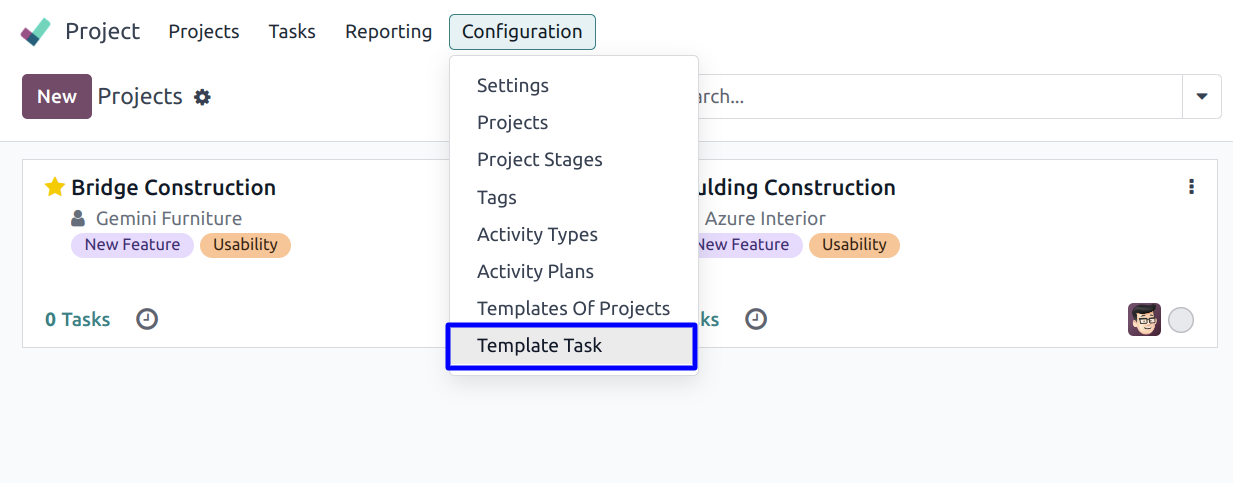 Project Projects Tasks Reporting Configuration
New Projects
arch...
Settings
Projects
Project Stages
Tags
Activity Types
Activity Plans
Templates Of Projects
Template Task
Bridge Construction
Gemini Furniture
New Feature Usability
0 Tasks
ulding Construction
Azure Interior
New Feature Usability
ks